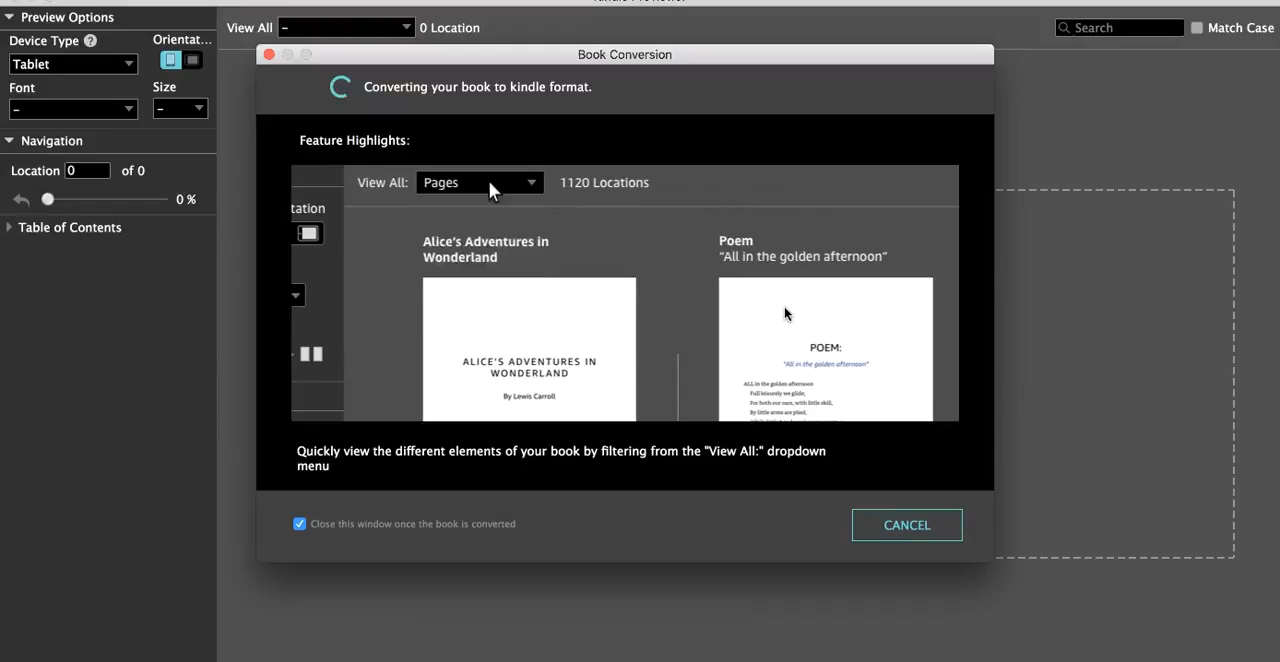 Preview Options
Device Type ?
Orientat...
Tablet
Font
Size
–
–
Navigation
Location 0 of 0
0 %
Table of Contents
View All – 0 Location
Search
Match Case
Book Conversion
Converting your book to kindle format.
Feature Highlights:
View All: Pages 1120 Locations
tation
Alice's Adventures in
Wonderland
ALICE'S ADVENTURES IN
WONDERLAND
By Lewis Carroll
Poem
"All in the golden afternoon"
POEM:
"All in the golden afternoon"
ALL in the golden afternoon
Full leisurely we glide;
For both our oars, with little skill,
By little arms are plied,
Quickly view the different elements of your book by filtering from the "View All:" dropdown
menu
Close this window once the book is converted
CANCEL